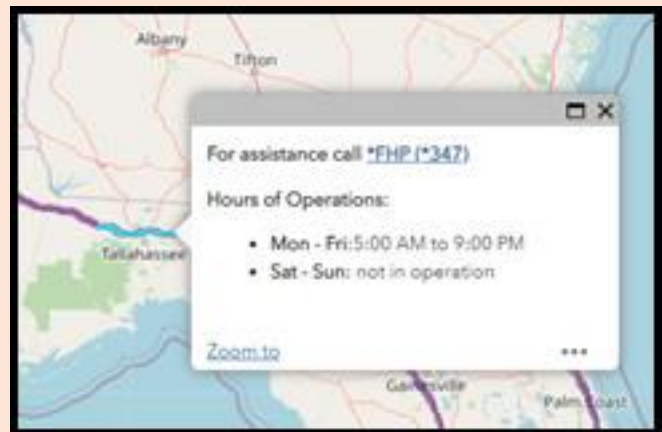 Albany
Tifton
For assistance call *FHP (*347)
Hours of Operations:
• Mon - Fri:5:00 AM to 9:00 PM
• Sat - Sun: not in operation
Tallahassee
Zoom to
Gainesville
Palm Coast